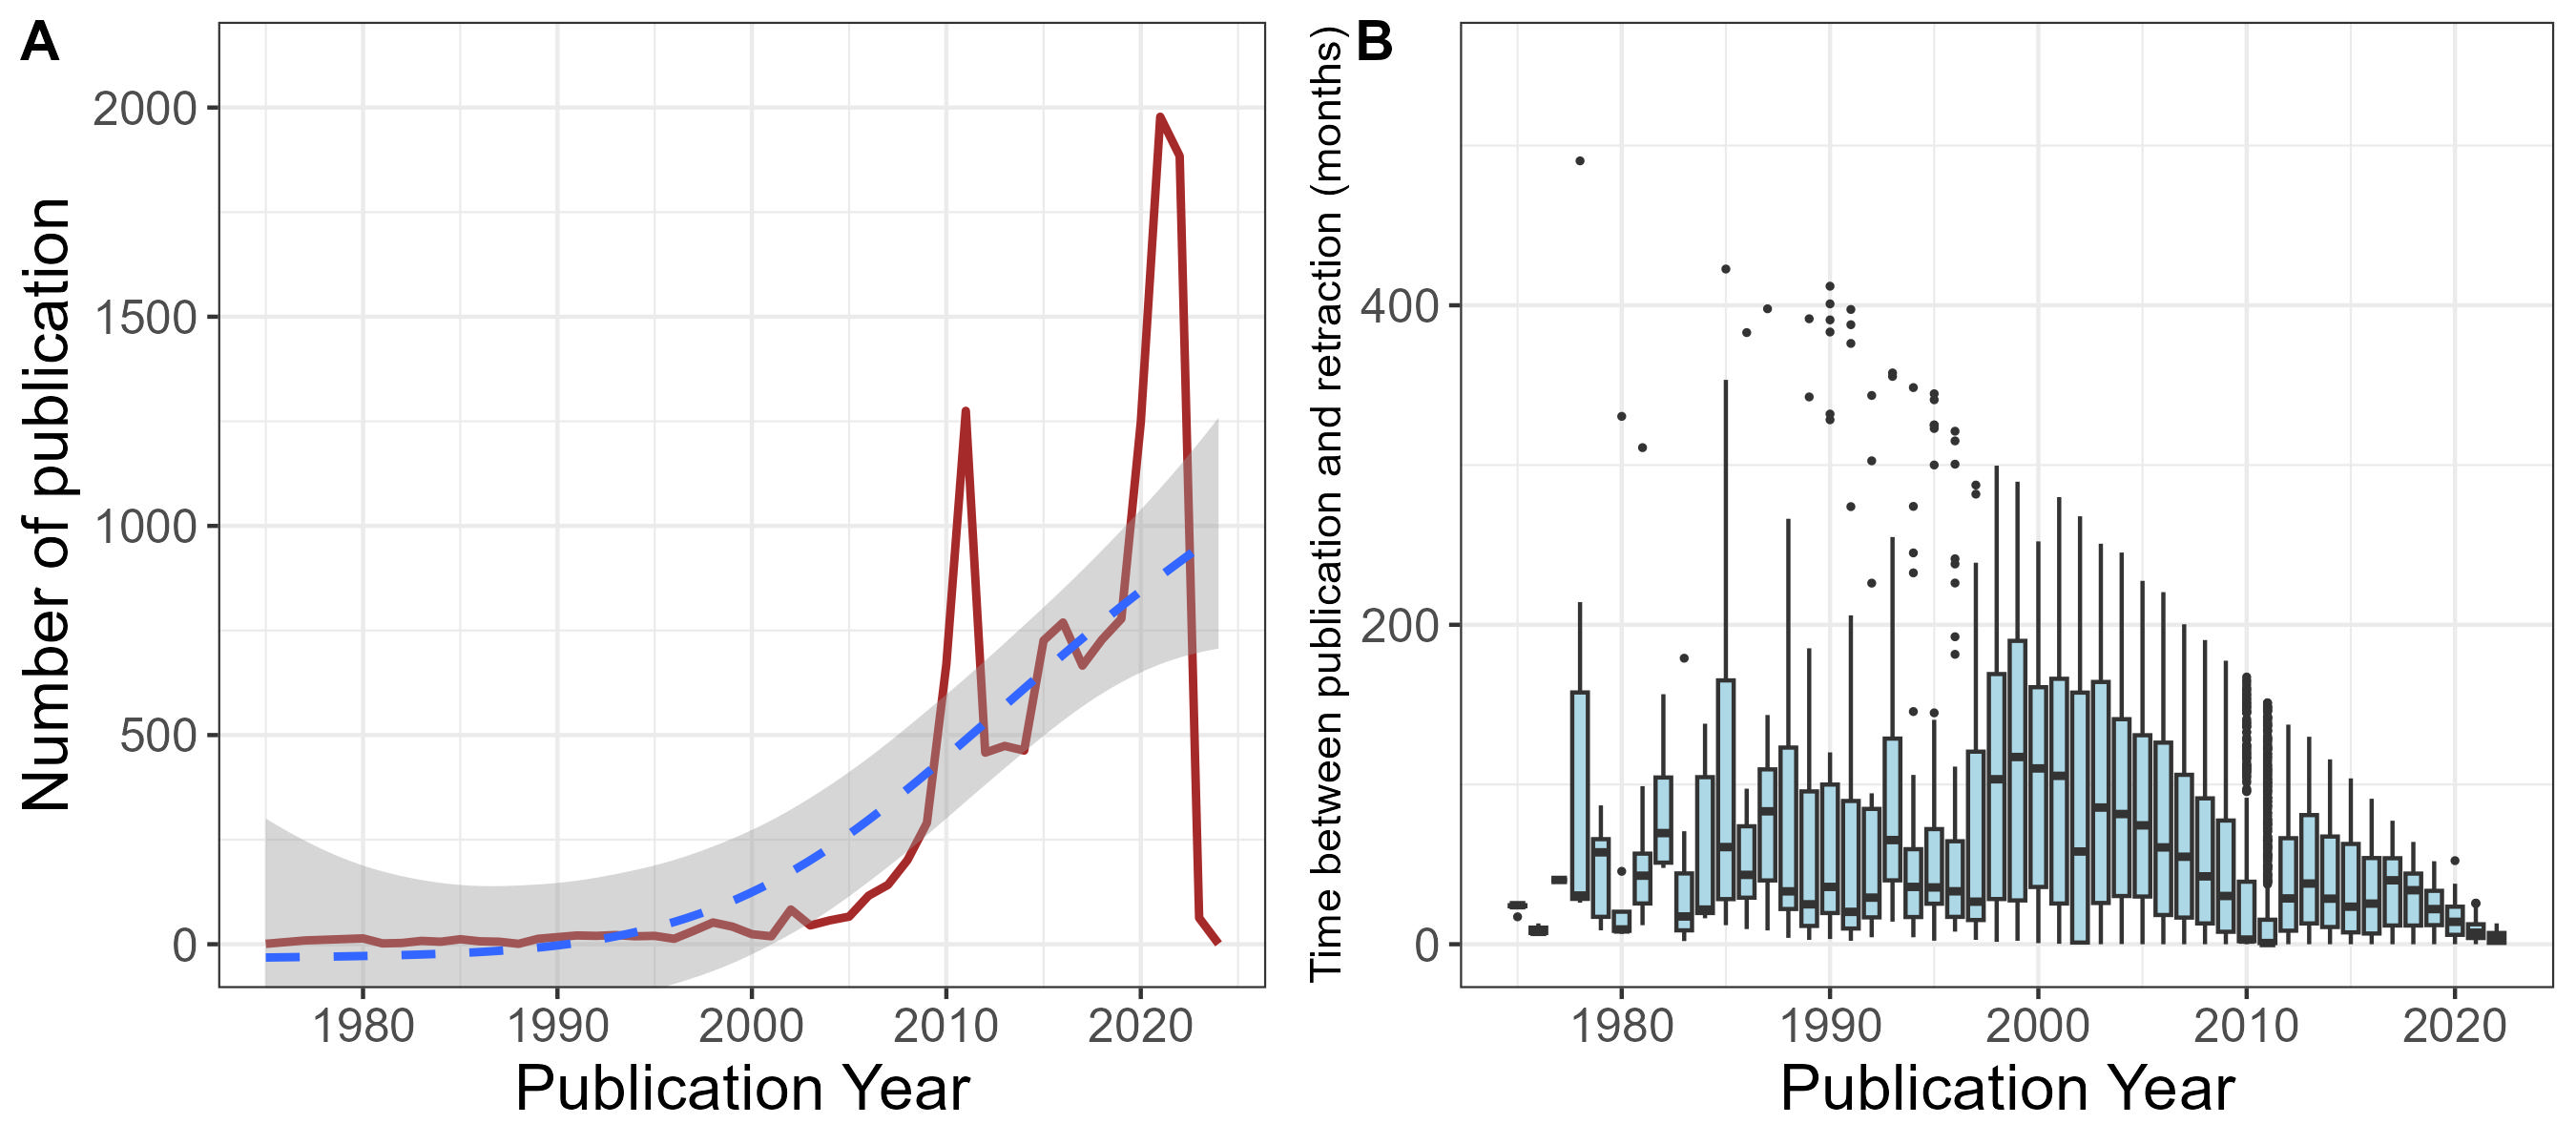 A
Number of publication
2000
1500
1000
500
0
1980 1990 2000 2010 2020
Publication Year
B
Time between publication and retraction (months)
400
200
0
1980 1990 2000 2010 2020
Publication Year